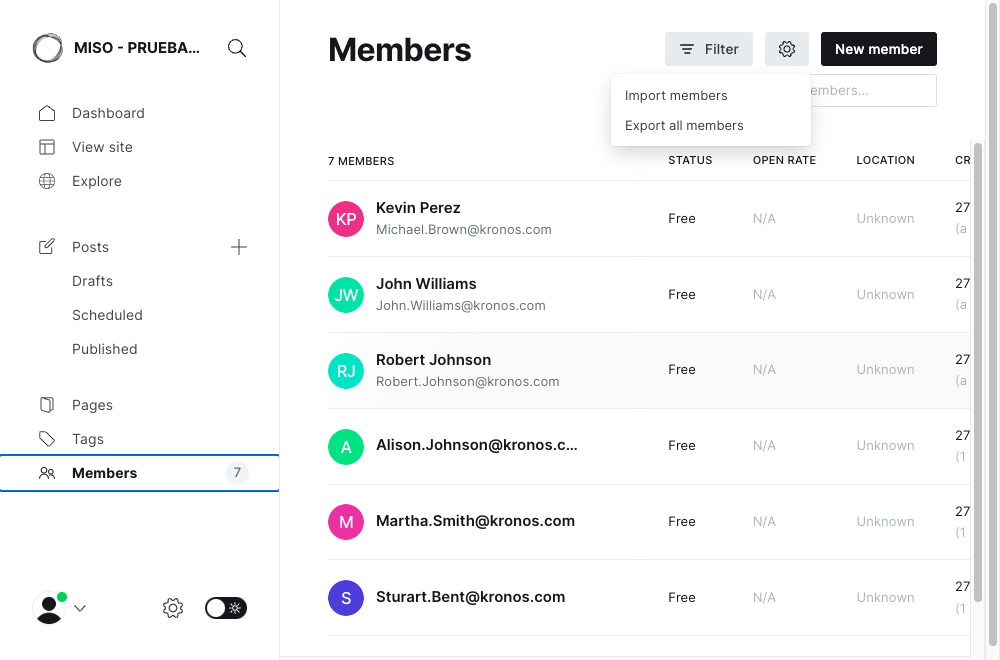 MISO - PRUEBA...
Dashboard
View site
Explore
Posts
Drafts
Scheduled
Published
Pages
Tags
Members
7
Members
Filter
New member
embers...
Import members
Export all members
7 MEMBERS STATUS OPEN RATE LOCATION CR
KP Kevin Perez Free N/A Unknown 27
Michael.Brown@kronos.com (a
JW John Williams Free N/A Unknown 27
John.Williams@kronos.com (a
RJ Robert Johnson Free N/A Unknown 27
Robert.Johnson@kronos.com (a
A Alison.Johnson@kronos.c... Free N/A Unknown 27
(1
M Martha.Smith@kronos.com Free N/A Unknown 27
(1
S Sturart.Bent@kronos.com Free N/A Unknown 27
(1